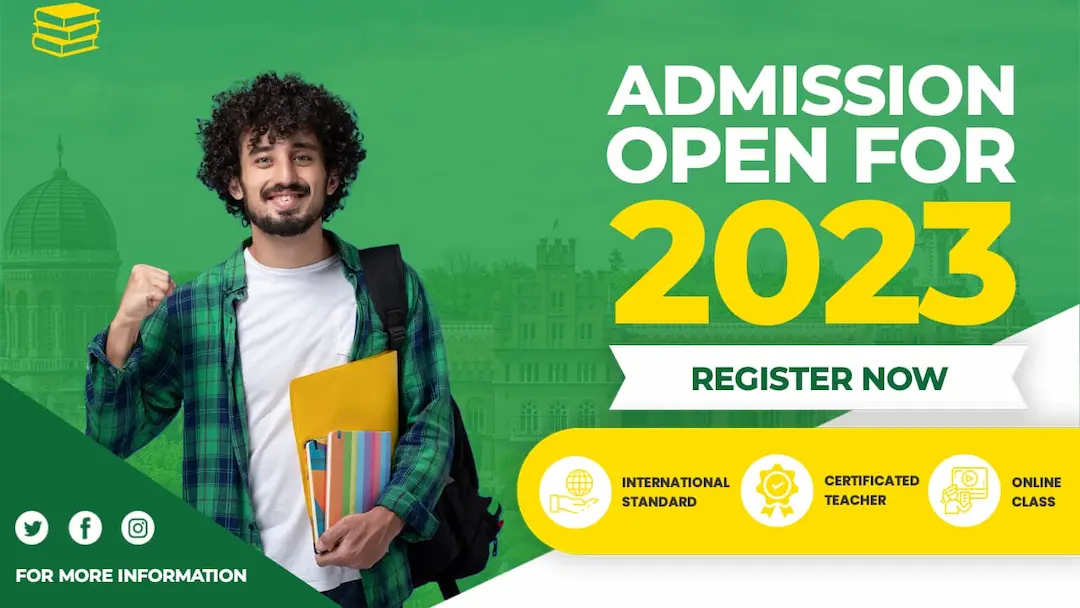 ADMISSION
OPEN FOR
2023
REGISTER NOW
INTERNATIONAL
STANDARD
CERTIFICATED
TEACHER
ONLINE
CLASS
FOR MORE INFORMATION